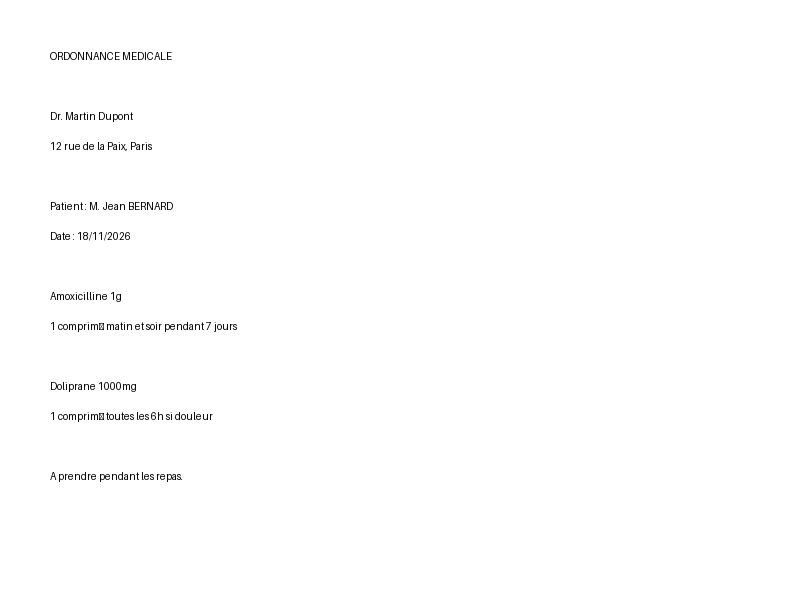 ORDONNANCE MEDICALE
Dr. Martin Dupont
12 rue de la Paix, Paris
Patient : M. Jean BERNARD
Date : 18/11/2026
Amoxicilline 1g
1 comprim▯ matin et soir pendant 7 jours
Doliprane 1000mg
1 comprim▯ toutes les 6h si douleur
A prendre pendant les repas.